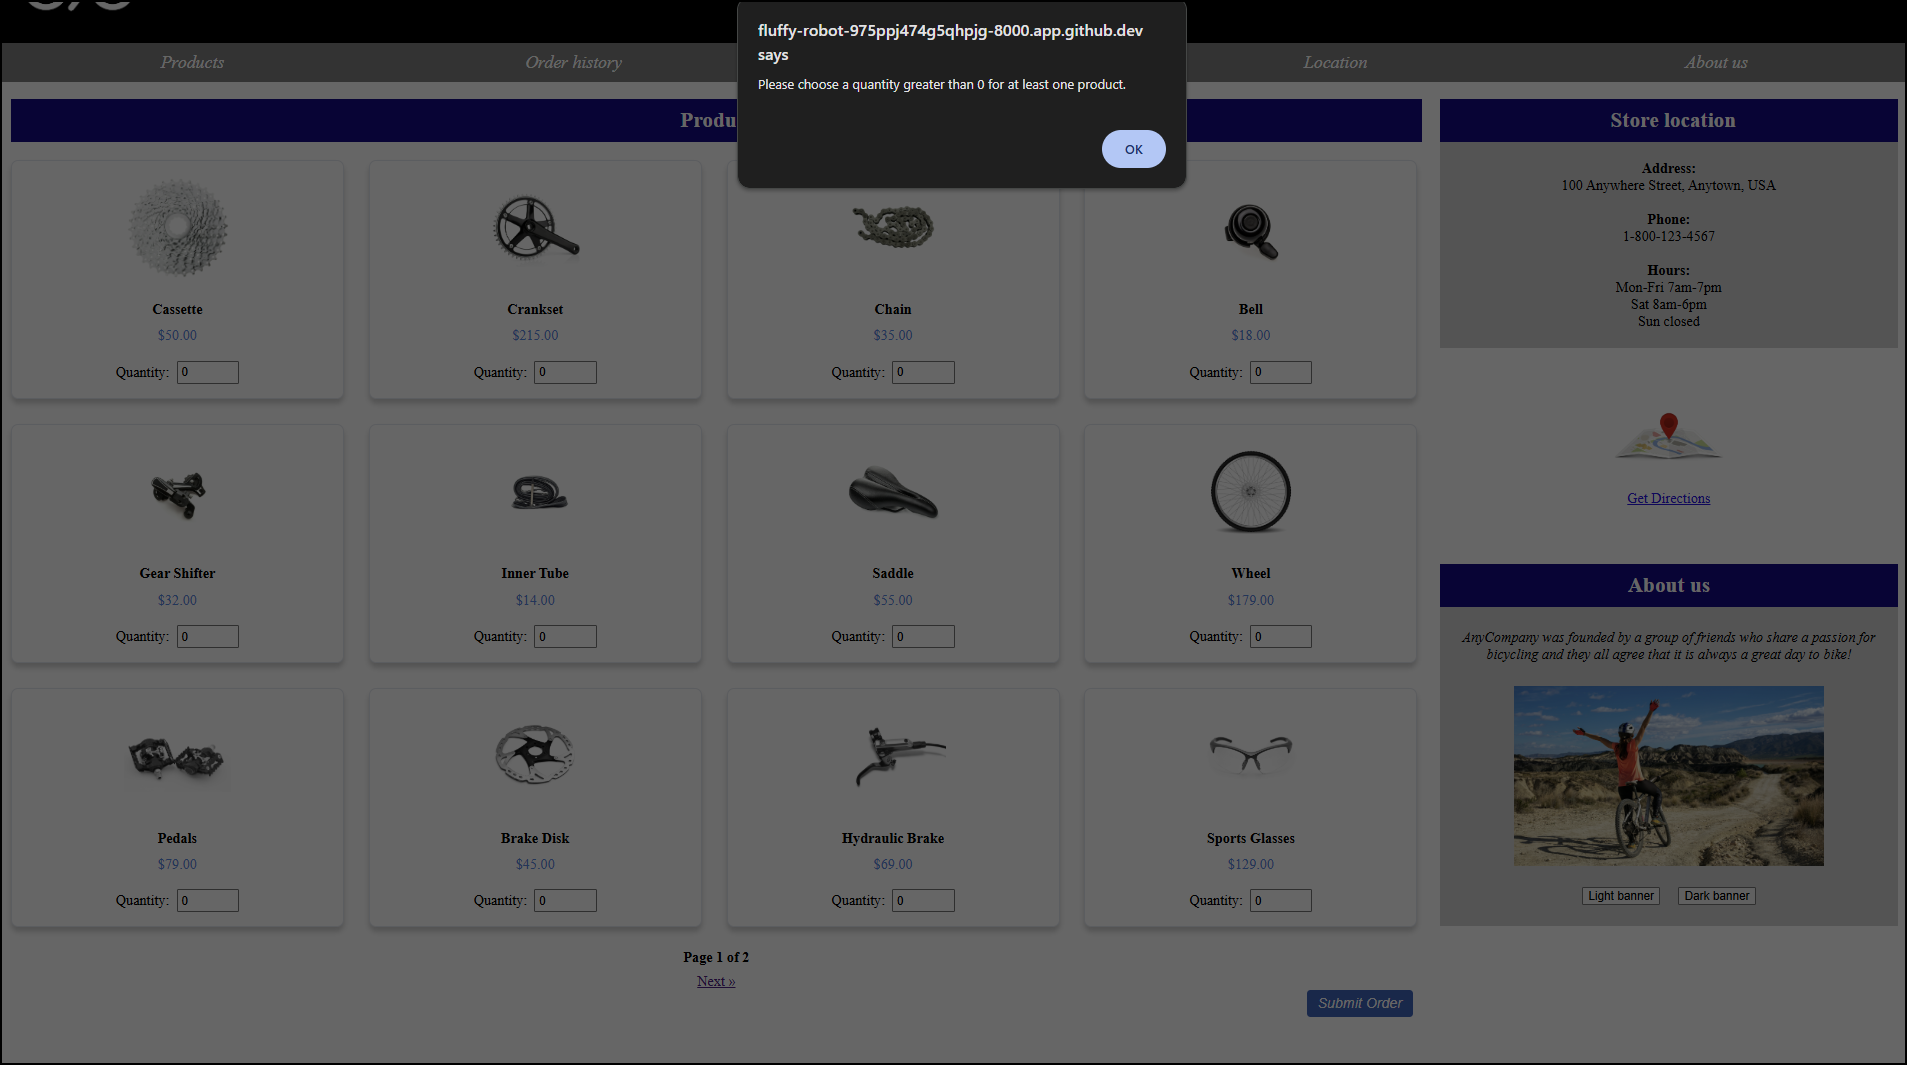 fluffy-robot-975ppj474g5qhpjg-8000.app.github.dev
says
Please choose a quantity greater than 0 for at least one product.
OK
Products
Order history
Location
About us
Cassette
$50.00
Quantity: 0
Crankset
$215.00
Quantity: 0
Chain
$35.00
Quantity: 0
Bell
$18.00
Quantity: 0
Gear Shifter
$32.00
Quantity: 0
Inner Tube
$14.00
Quantity: 0
Saddle
$55.00
Quantity: 0
Wheel
$179.00
Quantity: 0
Pedals
$79.00
Quantity: 0
Brake Disk
$45.00
Quantity: 0
Hydraulic Brake
$69.00
Quantity: 0
Sports Glasses
$129.00
Quantity: 0
Page 1 of 2
Next »
Submit Order
Store location
Address:
100 Anywhere Street, Anytown, USA
Phone:
1-800-123-4567
Hours:
Mon-Fri 7am-7pm
Sat 8am-6pm
Sun closed
Get Directions
About us
AnyCompany was founded by a group of friends who share a passion for
bicycling and they all agree that it is always a great day to bike!
Light banner
Dark banner